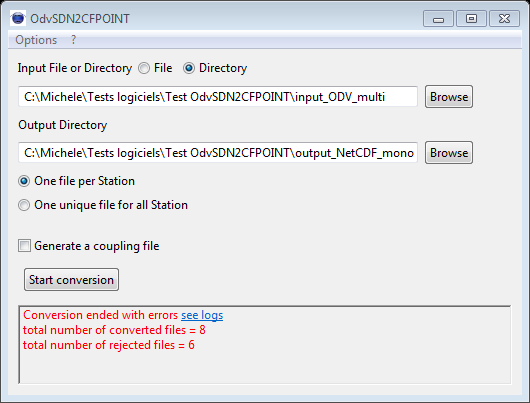 OdvSDN2CFPOINT
Options ?
Input File or Directory File Directory
C:\Michele\Tests logiciels\Test OdvSDN2CFPOINT\input_ODV_multi Browse
Output Directory
C:\Michele\Tests logiciels\Test OdvSDN2CFPOINT\output_NetCDF_mono Browse
One file per Station
One unique file for all Station
Generate a coupling file
Start conversion
Conversion ended with errors see logs
total number of converted files = 8
total number of rejected files = 6